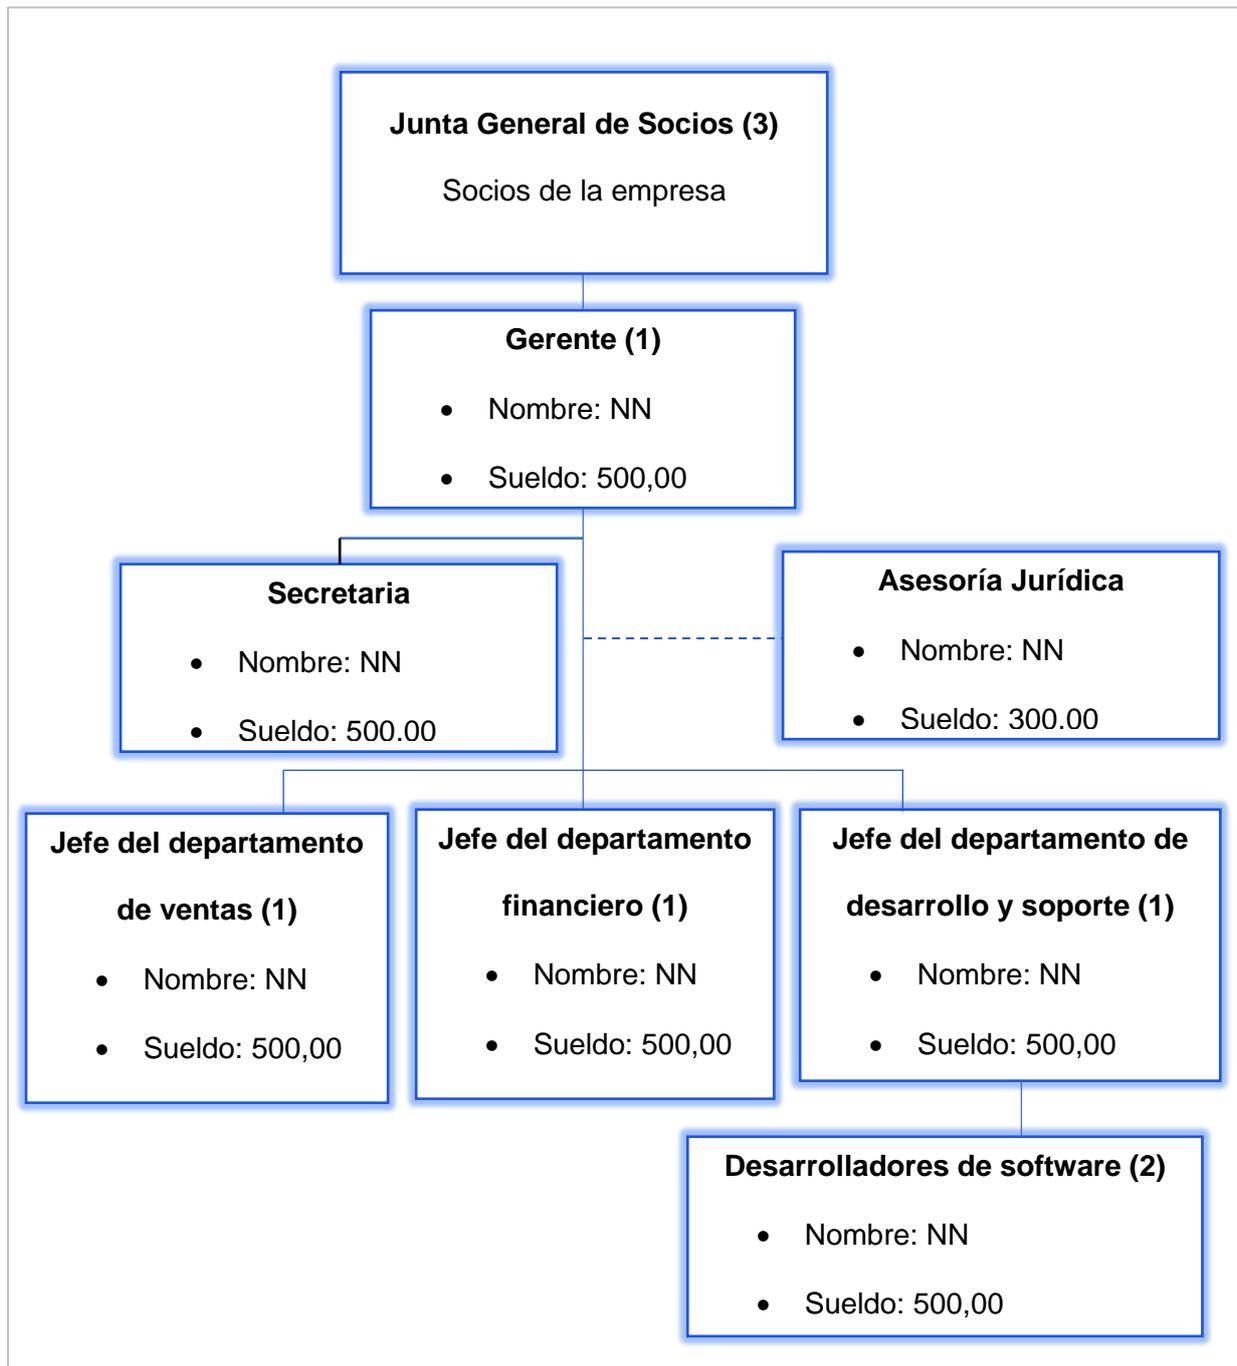 Junta General de Socios (3)
Socios de la empresa
Gerente (1)
• Nombre: NN
• Sueldo: 500,00
Secretaria
• Nombre: NN
• Sueldo: 500.00
Asesoría Jurídica
• Nombre: NN
• Sueldo: 300.00
Jefe del departamento
de ventas (1)
• Nombre: NN
• Sueldo: 500,00
Jefe del departamento
financiero (1)
• Nombre: NN
• Sueldo: 500,00
Jefe del departamento de
desarrollo y soporte (1)
• Nombre: NN
• Sueldo: 500,00
Desarrolladores de software (2)
• Nombre: NN
• Sueldo: 500,00